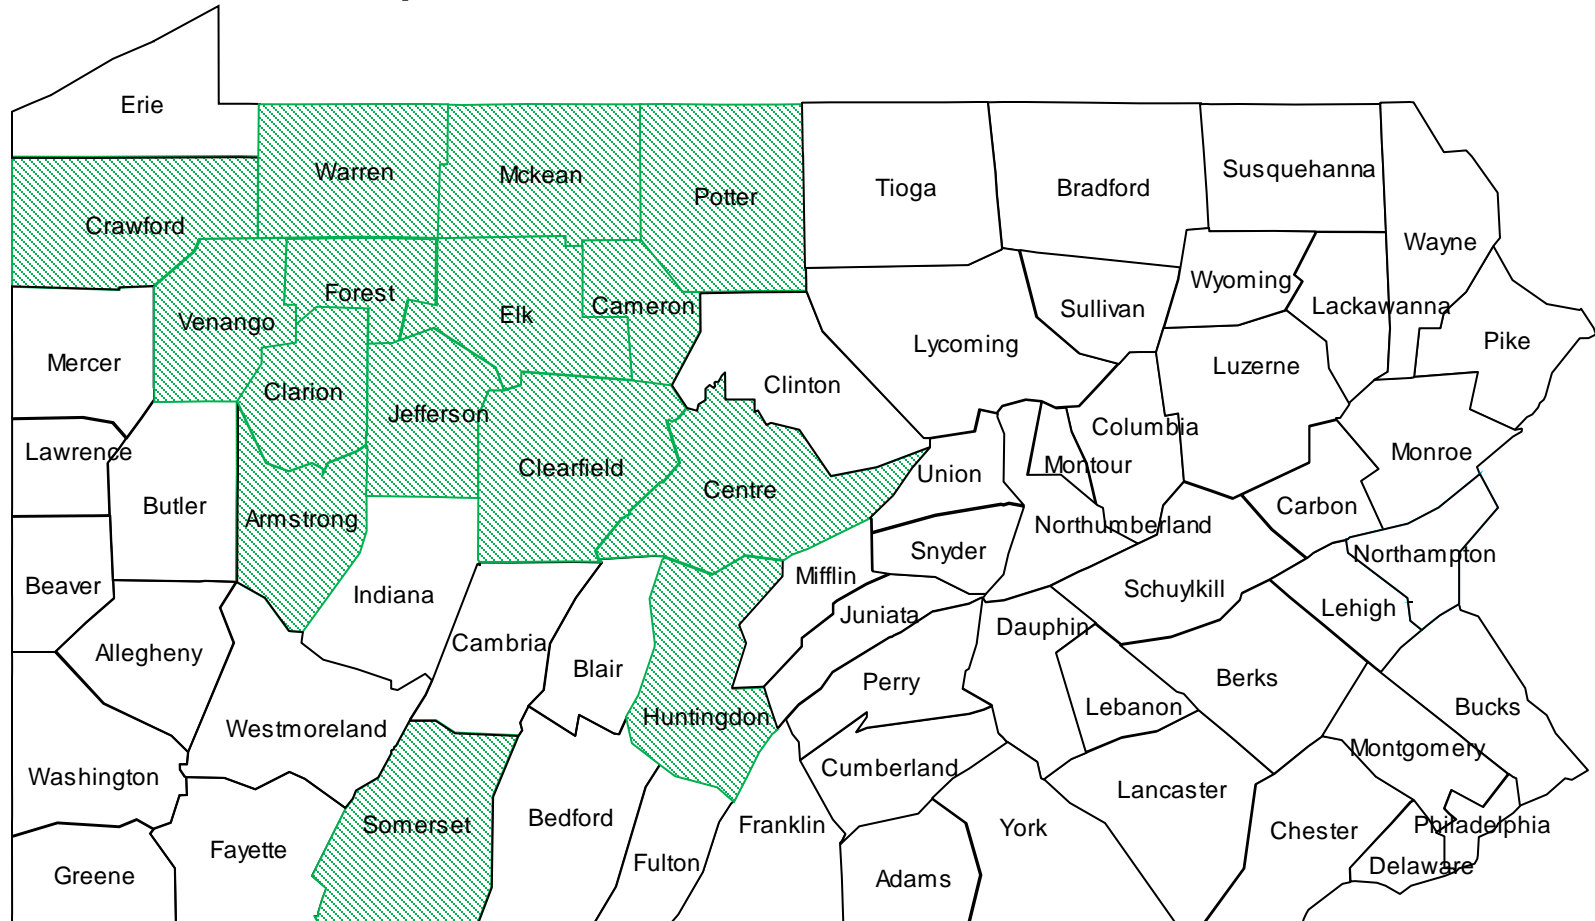 Erie
Warren
Mckean
Potter
Tioga
Bradford
Susquehanna
Crawford
Wayne
Venango
Forest
Elk
Cameron
Sullivan
Wyoming
Lackawanna
Mercer
Clarion
Jefferson
Clinton
Lycoming
Luzerne
Pike
Lawrence
Butler
Armstrong
Clearfield
Centre
Union
Montour
Columbia
Monroe
Carbon
Northumberland
Snyder
Northampton
Beaver
Indiana
Mifflin
Juniata
Schuylkill
Lehigh
Allegheny
Cambria
Blair
Dauphin
Perry
Lebanon
Berks
Bucks
Westmoreland
Huntingdon
Washington
Cumberland
Lancaster
Montgomery
Somerset
Bedford
Franklin
York
Chester
Philadelphia
Greene
Fayette
Fulton
Adams
Delaware